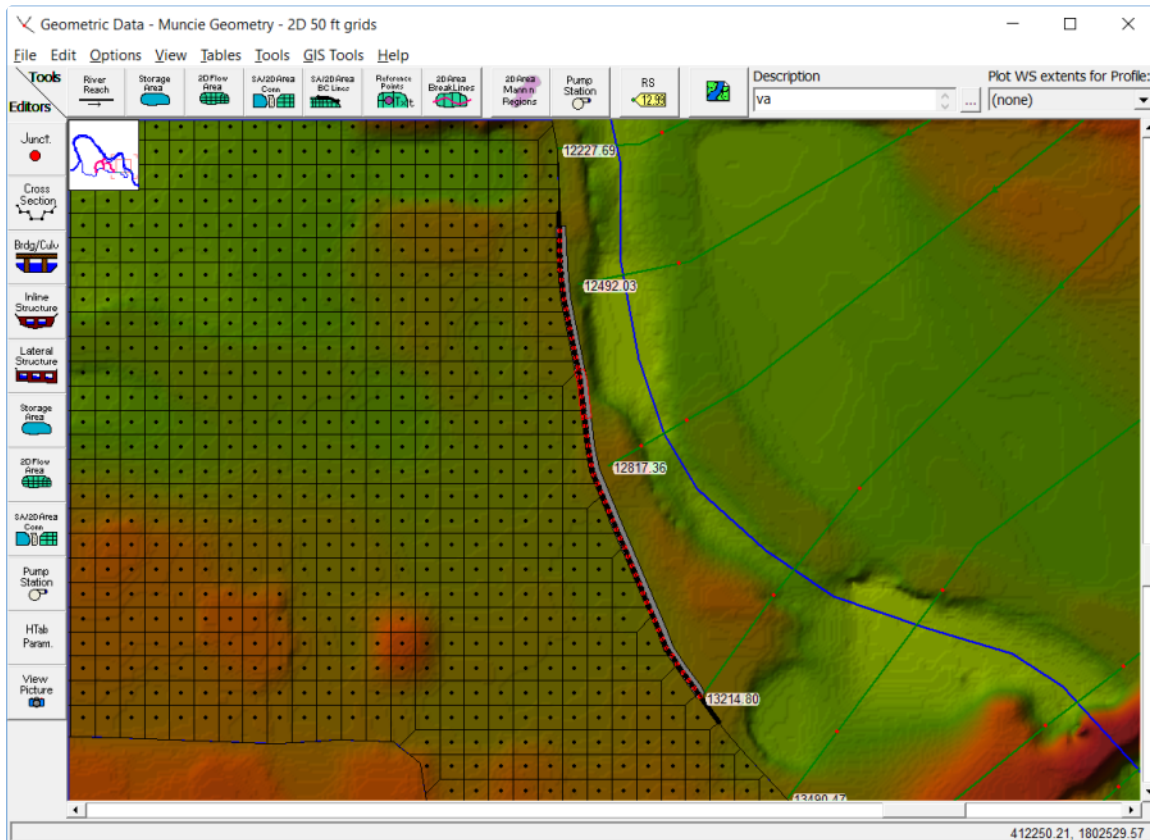 Geometric Data - Muncie Geometry - 2D 50 ft grids
File Edit Options View Tables Tools GIS Tools Help
Tools
Editors
River
Reach
Storage
Area
2D Flow
Area
SA/2D Area
Conn
SA/2D Area
BC Lines
Reference
Points
2D Area
BreakLines
2D Area
Mann n
Regions
Pump
Station
RS
12.99
Description
va
...
Plot WS extents for Profile:
(none)
Junct.
Cross
Section
Brdg/Culv
Inline
Structure
Lateral
Structure
Storage
Area
2D Flow
Area
SA/2D Area
Conn
Pump
Station
HTab
Param.
View
Picture
12227.69
12492.03
12817.36
13214.80
13490.47
412250.21, 1802529.57